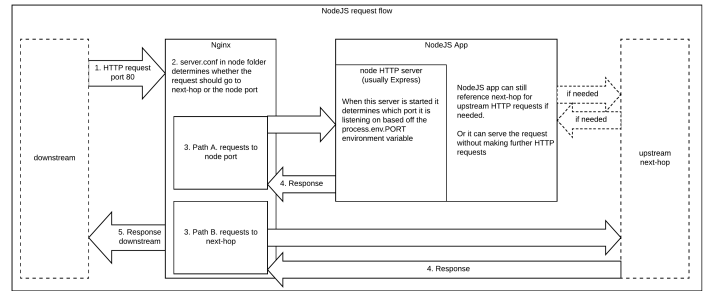 NodeJS request flow
Nginx
NodeJS App
1. HTTP request
port 80
2. server.conf in node folder
determines whether the
request should go to
next-hop or the node port
node HTTP server
(usually Express)
When this server is started it
determines which port it is
listening on based off the
process.env.PORT
environment variable
NodeJS app can still
reference next-hop for
upstream HTTP requests if
needed.
Or it can serve the request
without making further HTTP
requests
if needed
if needed
downstream
3. Path A. requests to
node port
upstream
next-hop
4. Response
5. Response
downstream
3. Path B. requests to
next-hop
4. Response